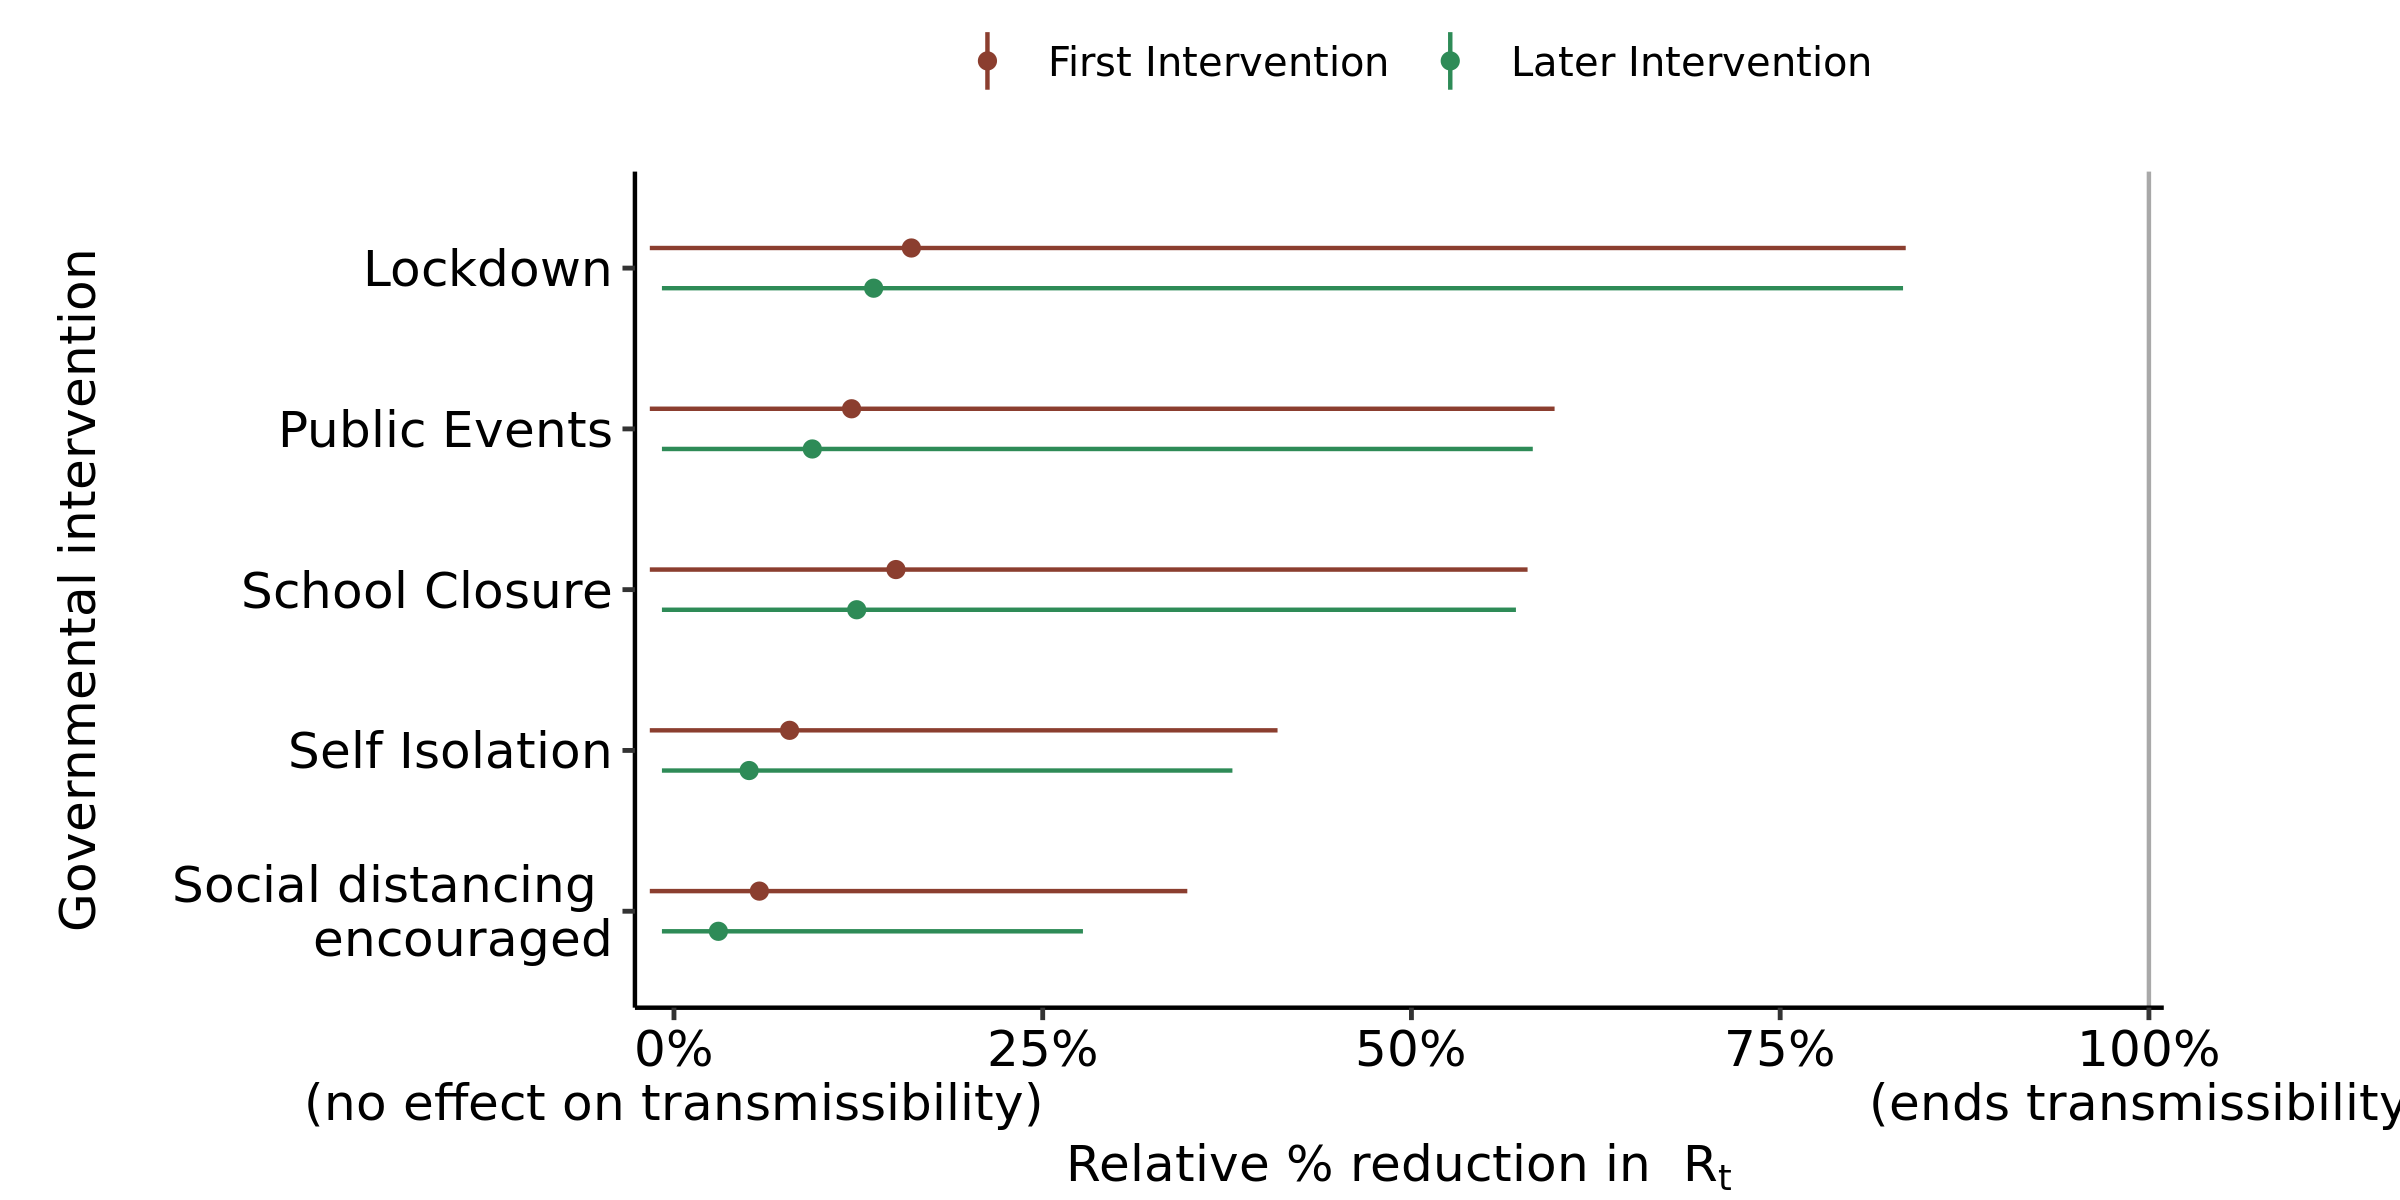 First Intervention Later Intervention
Governmental intervention
Lockdown
Public Events
School Closure
Self Isolation
Social distancing
encouraged
0% 25% 50% 75% 100%
(no effect on transmissibility) (ends transmissibility
Relative % reduction in Rₜ